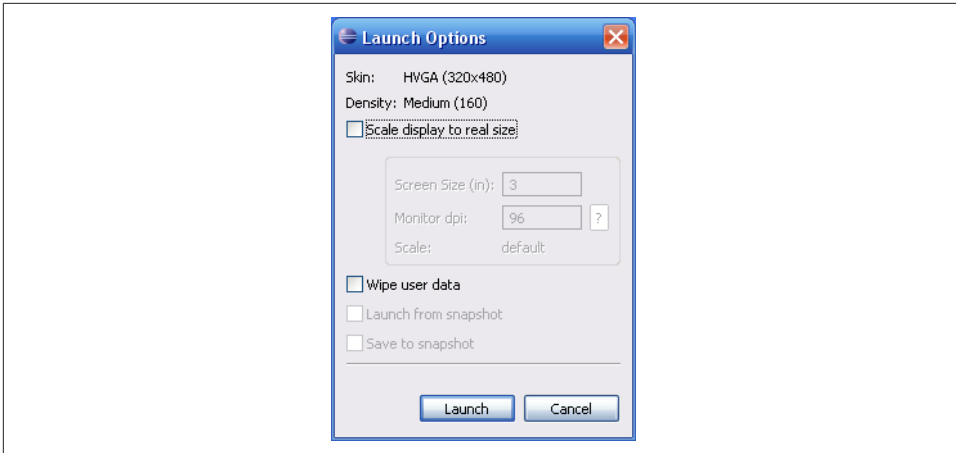 Launch Options
Skin: HVGA (320x480)
Density: Medium (160)
Scale display to real size
Screen Size (in): 3
Monitor dpi: 96 ?
Scale: default
Wipe user data
Launch from snapshot
Save to snapshot
Launch Cancel